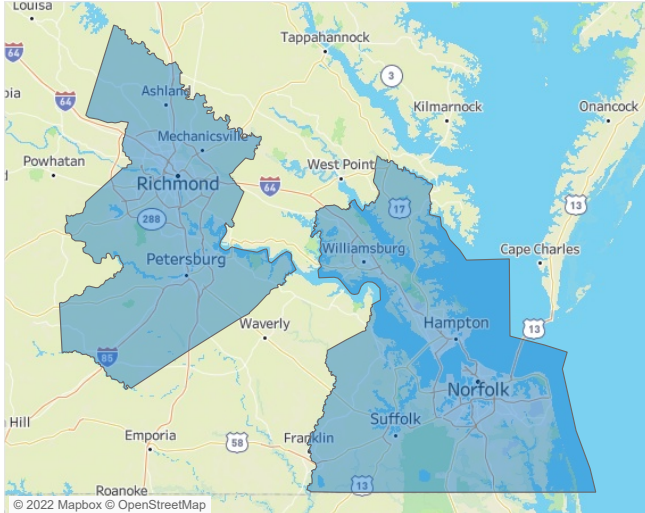 Louisa
Tappahannock
64
3
Ashland
64
bia
Kilmarnock
Onancock
Mechanicsville
Powhatan
West Point
d
Richmond
64
13
17
288
Williamsburg
Cape Charles
Petersburg
Waverly
Hampton
13
85
Norfolk
Suffolk
Hill
Emporia
58
Franklin
13
Roanoke
© 2022 Mapbox © OpenStreetMap